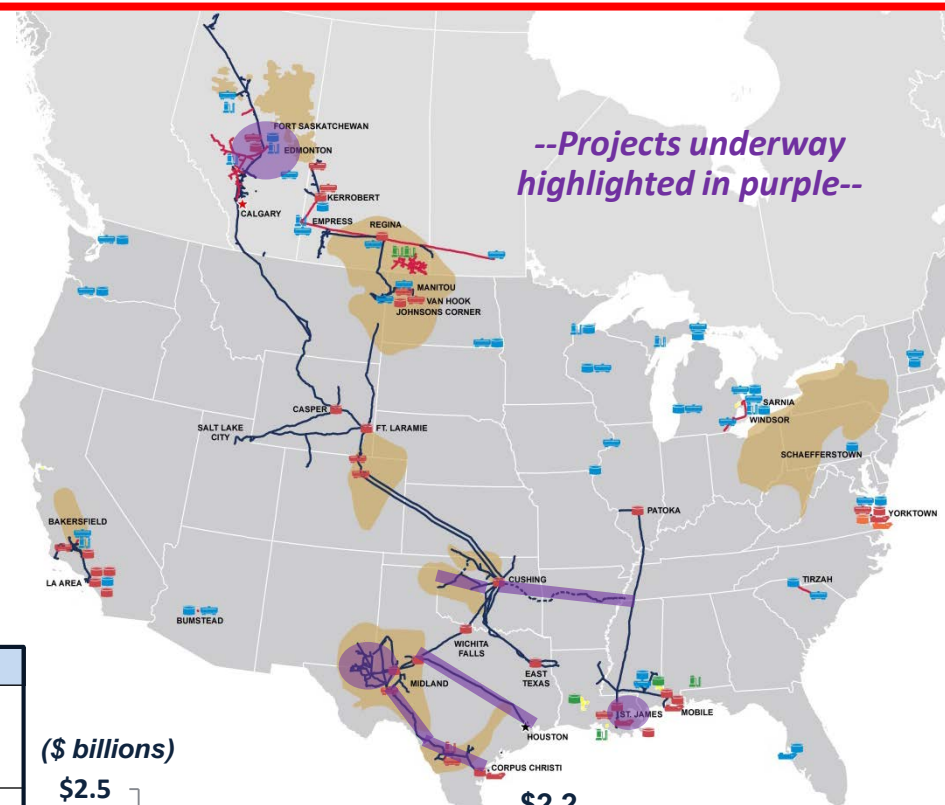 FORT SASKATCHEWAN
EDMONTON
--Projects underway
highlighted in purple--
KERROBERT
CALGARY
EMPRESS
REGINA
MANITOU
VAN HOOK
JOHNSONS CORNER
CASPER
SALT LAKE
CITY
FT. LARAMIE
SARNIA
WINDSOR
SCHAEFFERSTOWN
PATOKA
YORKTOWN
BAKERSFIELD
LA AREA
CUSHING
TIRZAH
BUMSTEAD
WICHITA
FALLS
EAST
TEXAS
MIDLAND
ST. JAMES
MOBILE
HOUSTON
CORPUS CHRISTI
($ billions)
$2.5
$2.2